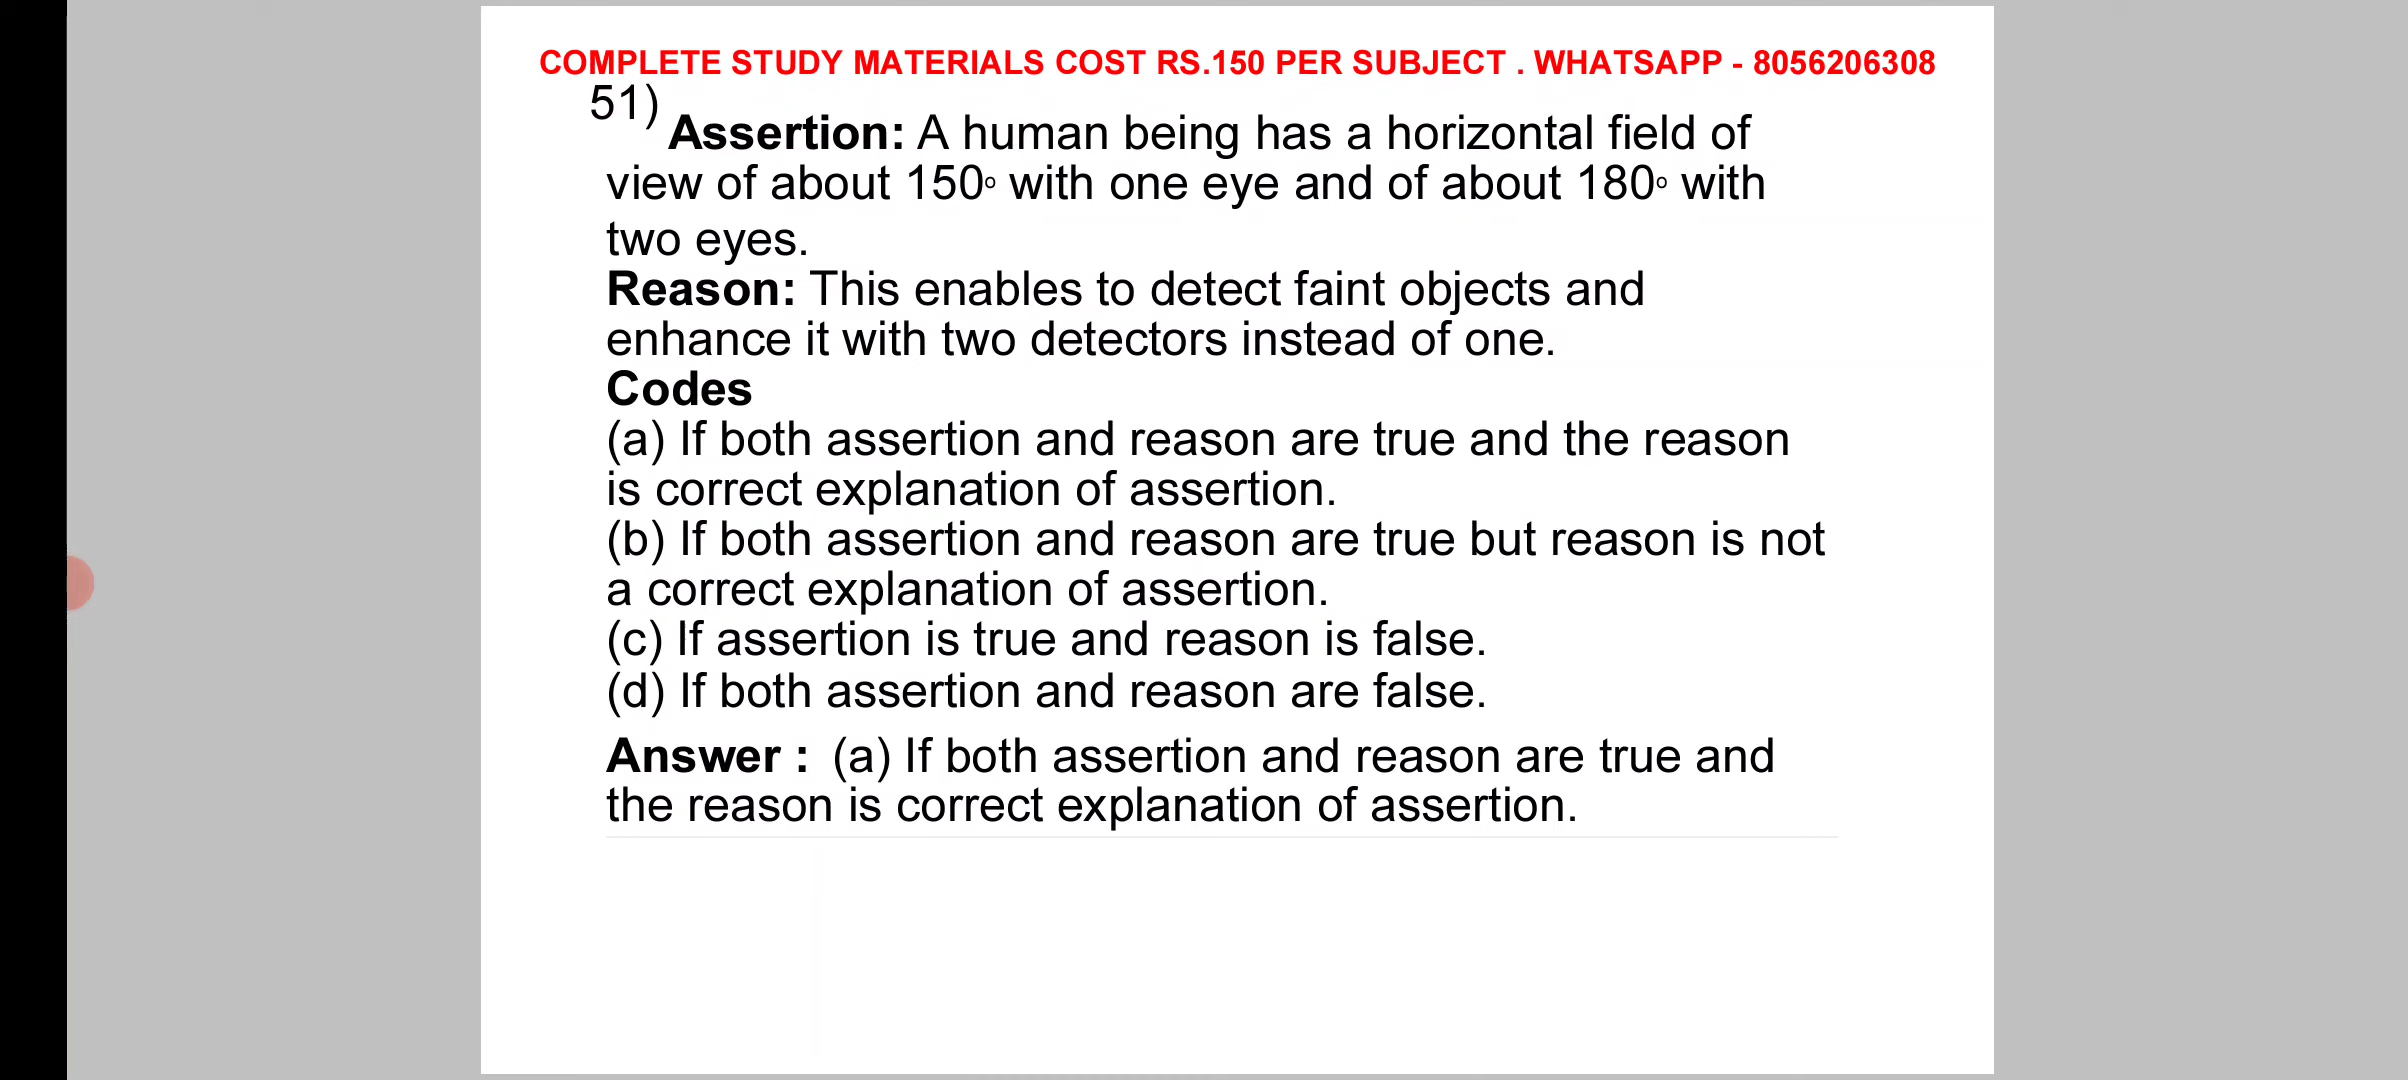 COMPLETE STUDY MATERIALS COST RS.150 PER SUBJECT . WHATSAPP - 8056206308
51)
Assertion: A human being has a horizontal field of
view of about 150o with one eye and of about 180o with
two eyes.
Reason: This enables to detect faint objects and
enhance it with two detectors instead of one.
Codes
(a) If both assertion and reason are true and the reason
is correct explanation of assertion.
(b) If both assertion and reason are true but reason is not
a correct explanation of assertion.
(c) If assertion is true and reason is false.
(d) If both assertion and reason are false.
Answer : (a) If both assertion and reason are true and
the reason is correct explanation of assertion.